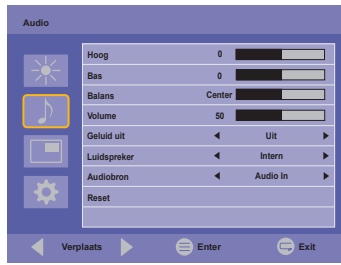 Audio
Hoog 0
Bas 0
Balans Center
Volume 50
Geluid uit Uit
Luidspreker Intern
Audiobron Audio In
Reset
Verplaats Enter Exit